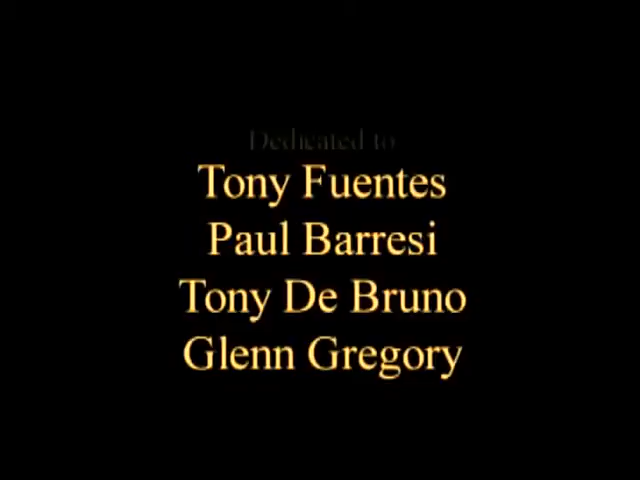 Dedicated to
Tony Fuentes
Paul Barresi
Tony De Bruno
Glenn Gregory